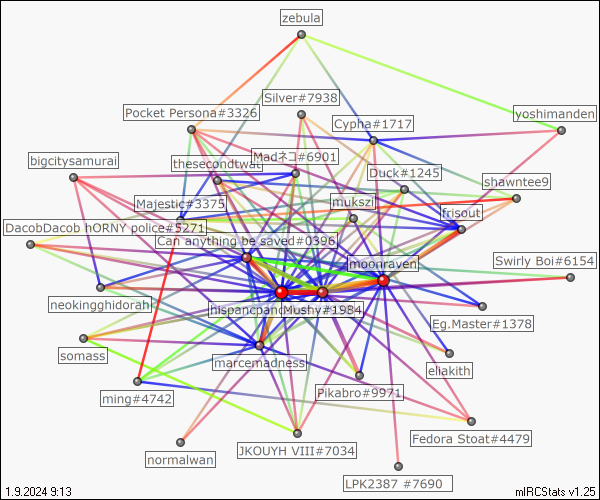 zebula
Silver#7938
Pocket Persona#3326
yoshimanden
Cypha#1717
bigcitysamurai
thesecondtwat
Madネコ#6901
Duck#1245
shawntee9
Majestic#3375
mukszi
frisout
DacobDacob hORNY police#5271
Can anything be saved#0396
moonraven
Swirly Boi#6154
neokingghidorah
Mushy#1984
Eg.Master#1378
somass
marcemadness
eliakith
ming#4742
Pikabro#9971
Fedora Stoat#4479
normalwan
JKOUYH VIII#7034
LPK2387 #7690
1.9.2024 9:13
mIRCStats v1.25